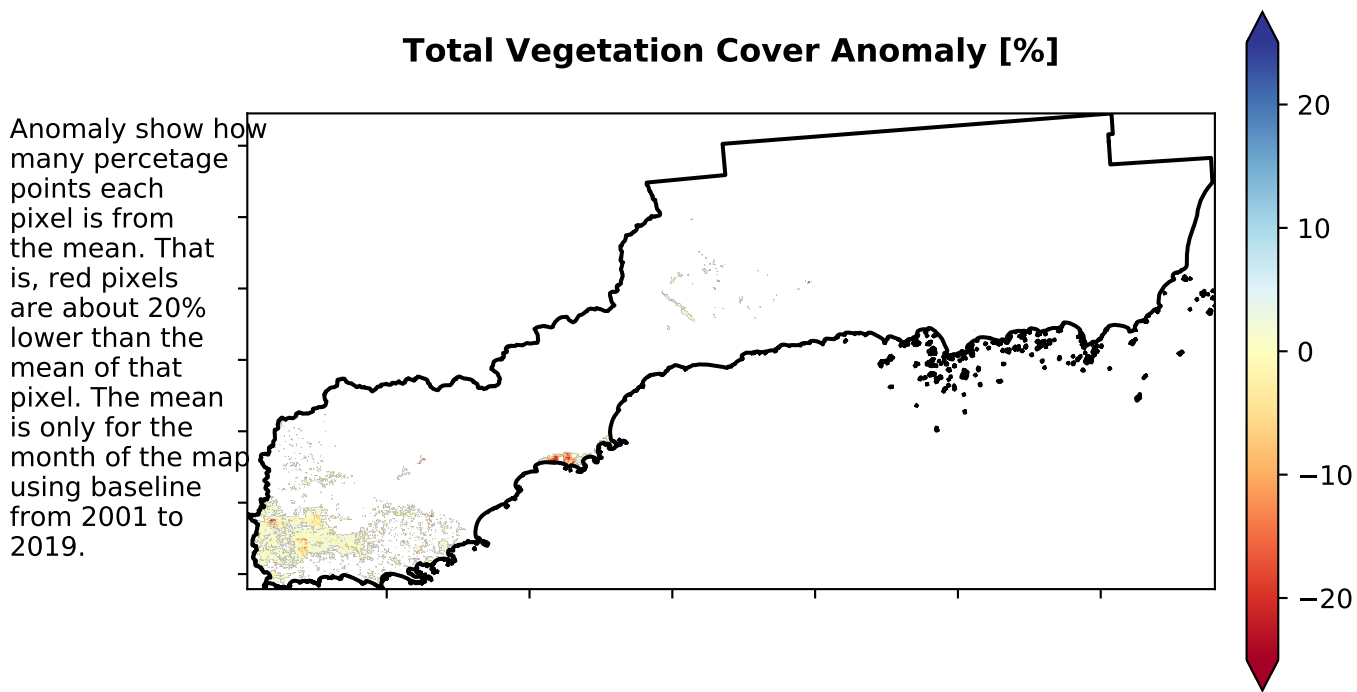 Total Vegetation Cover Anomaly [%]
Anomaly show how
many percetage
points each
pixel is from
the mean. That
is, red pixels
are about 20%
lower than the
mean of that
pixel. The mean
is only for the
month of the map
using baseline
from 2001 to
2019.
20
10
0
−10
−20